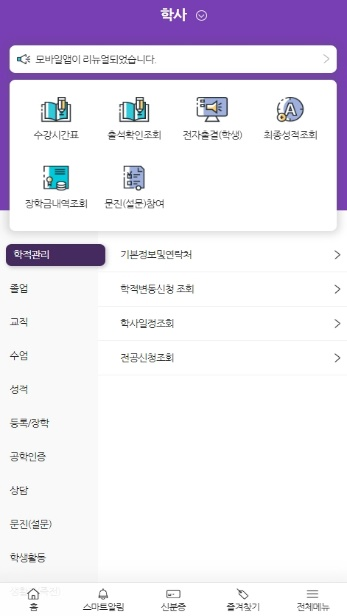 학사
모바일앱이 리뉴얼되었습니다.
수강시간표
출석확인조회
전자출결(학생)
최종성적조회
장학금내역조회
문진(설문)참여
학적관리
기본정보및연락처
졸업
학적변동신청 조회
교직
학사일정조회
수업
전공신청조회
성적
등록/장학
공학인증
상담
문진(설문)
학생활동
홈
스마트알림
신분증
즐겨찾기
전체메뉴